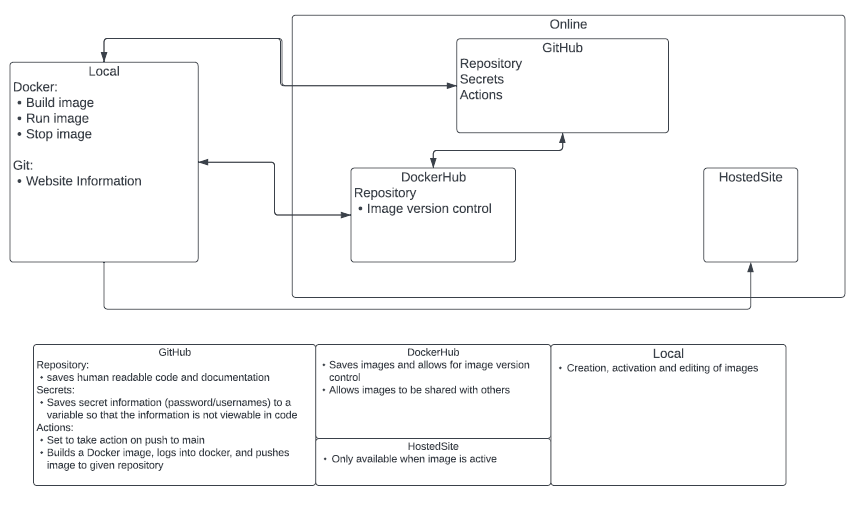 Online
GitHub
Repository
Secrets
Actions
Local
Docker:
• Build image
• Run image
• Stop image
Git:
• Website Information
DockerHub
Repository
• Image version control
HostedSite
GitHub
Repository:
• saves human readable code and documentation
Secrets:
• Saves secret information (password/usernames) to a
variable so that the information is not viewable in code
Actions:
• Set to take action on push to main
• Builds a Docker image, logs into docker, and pushes
image to given repository
DockerHub
• Saves images and allows for image version
control
• Allows images to be shared with others
HostedSite
• Only available when image is active
Local
• Creation, activation and editing of images